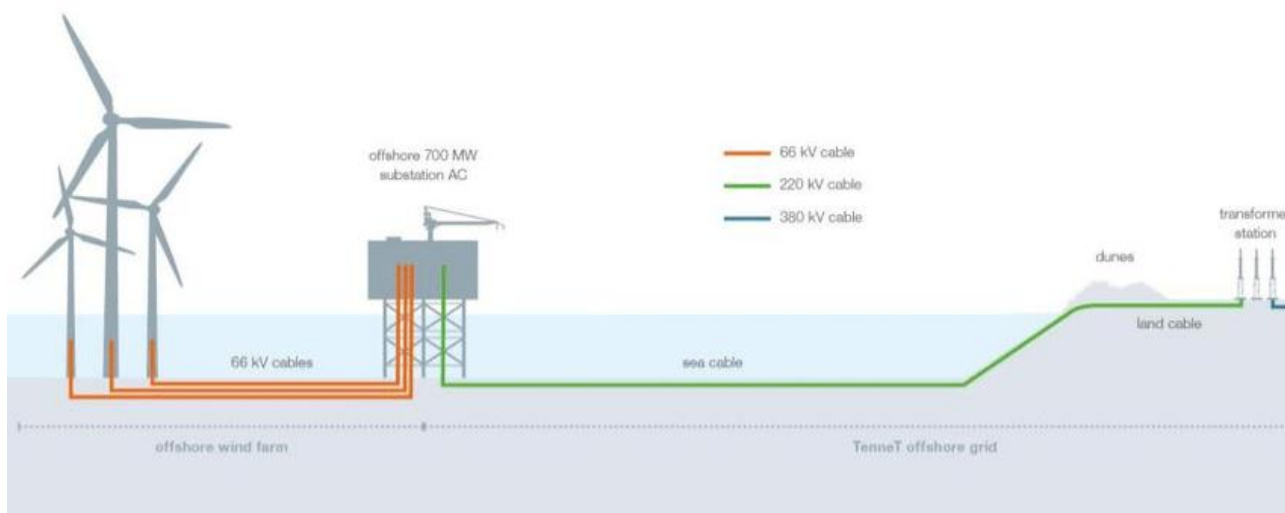 offshore 700 MW
substation AC
66 kV cable
220 kV cable
380 kV cable
transforme
station
dunes
land cable
66 kV cables
sea cable
offshore wind farm
TenneT offshore grid